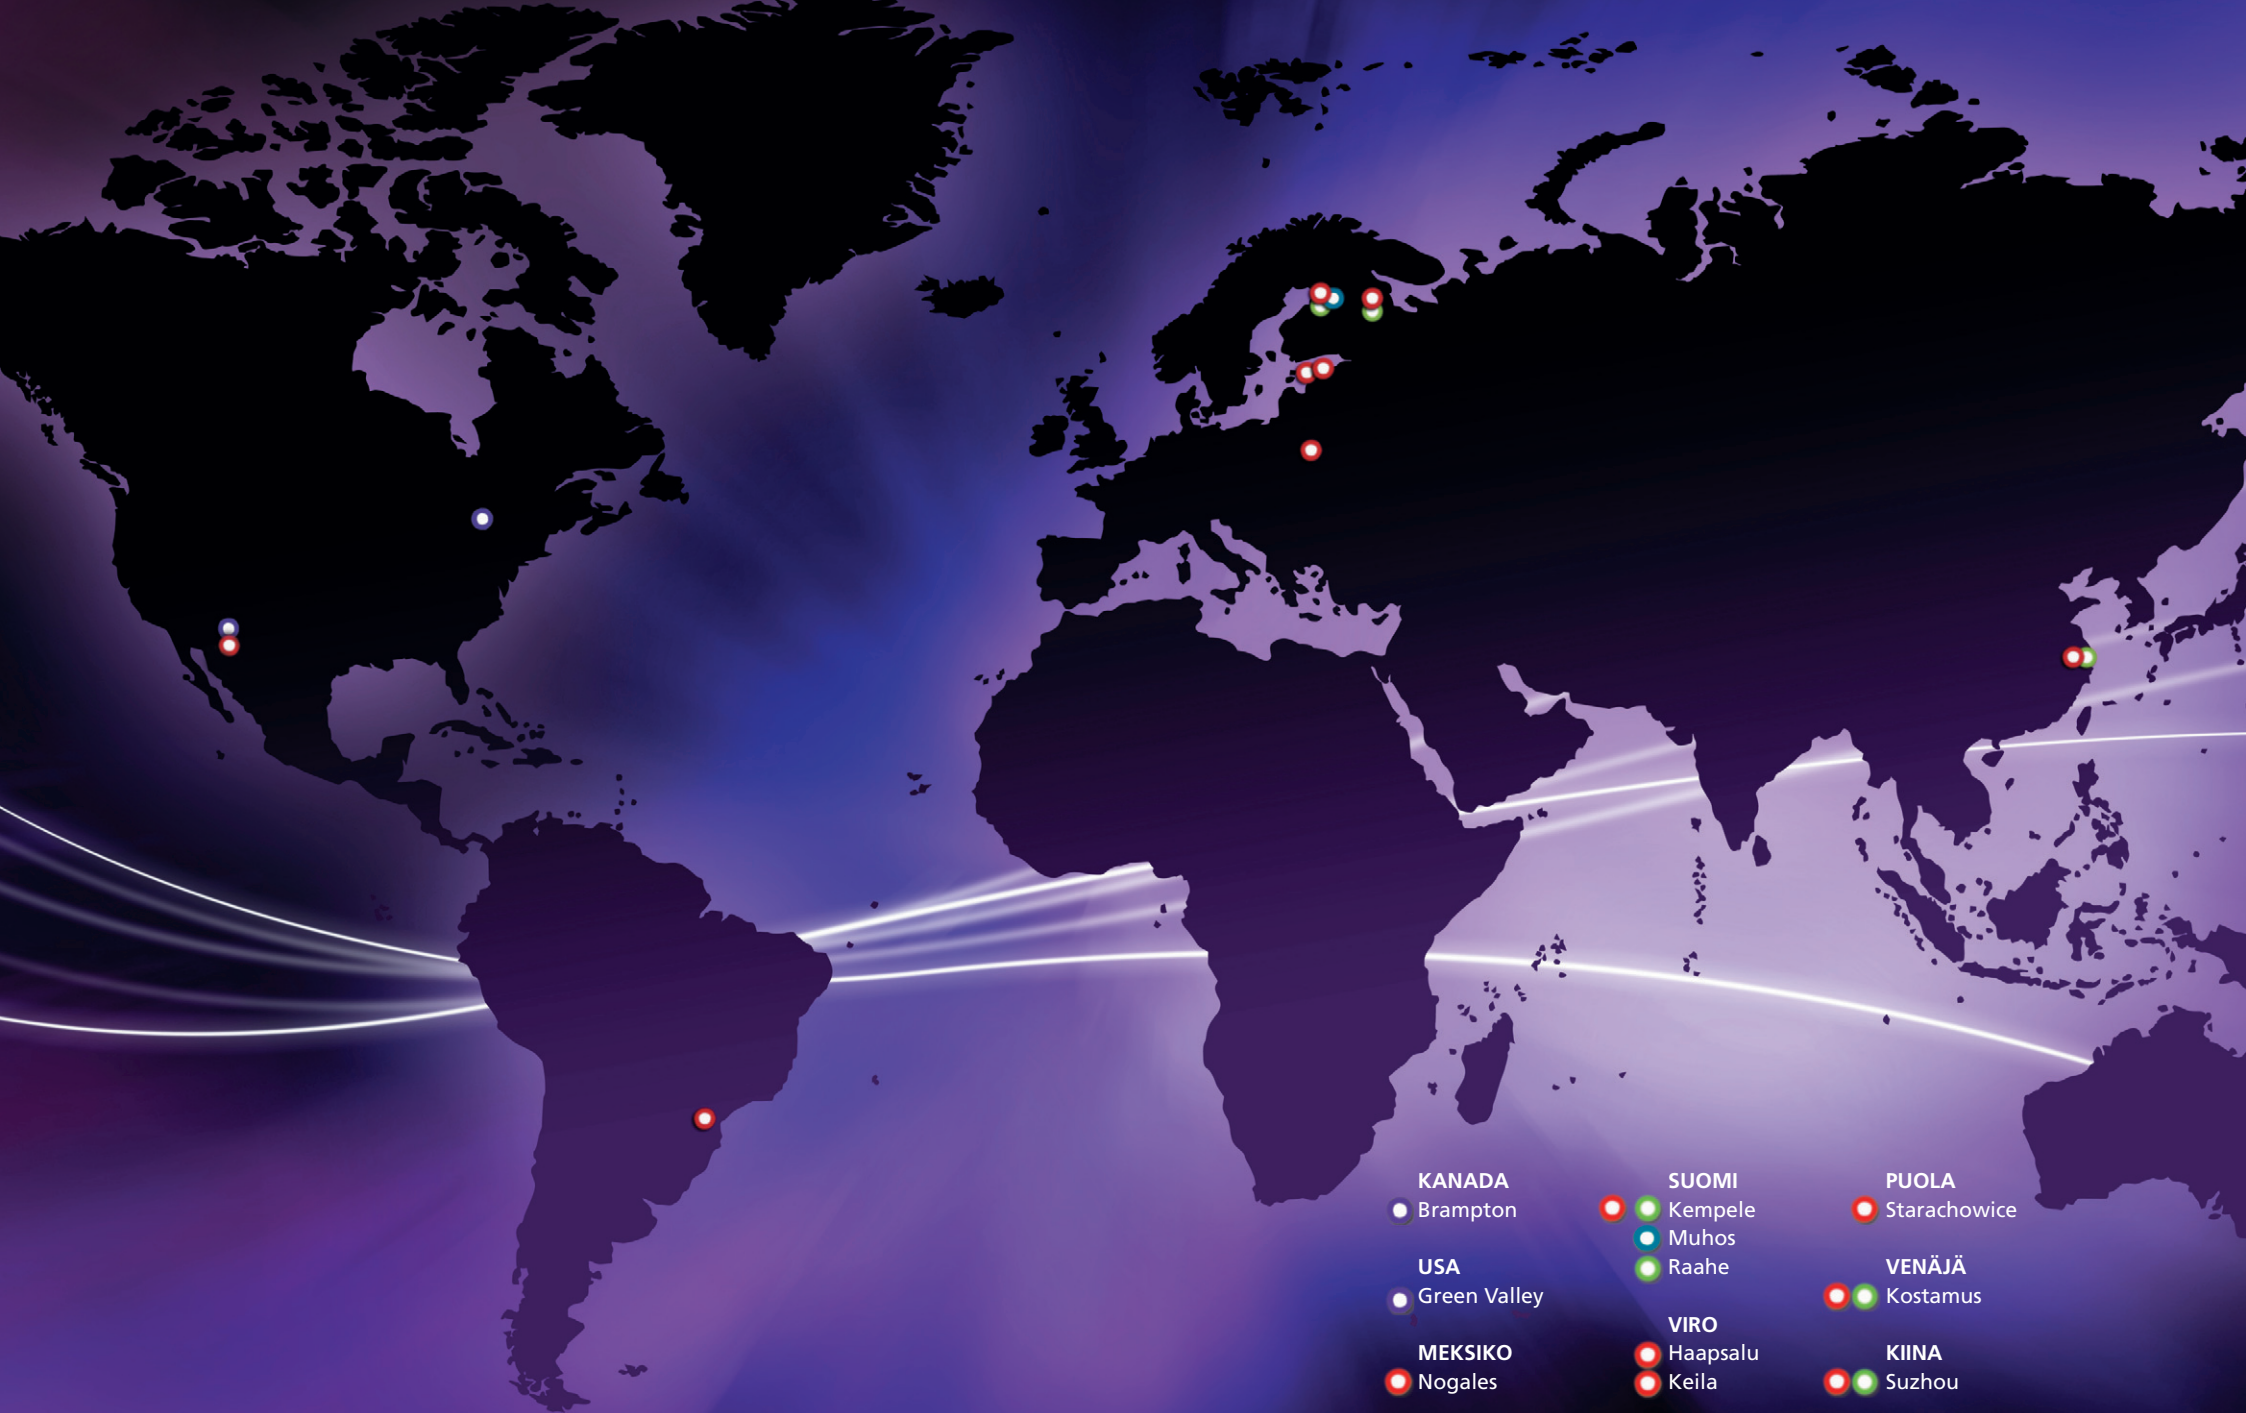 KANADA
Brampton
USA
Green Valley
MEKSIKO
Nogales
SUOMI
Kempele
Muhos
Raahe
VIRO
Haapsalu
Keila
PUOLA
Starachowice
VENÄJÄ
Kostamus
KIINA
Suzhou